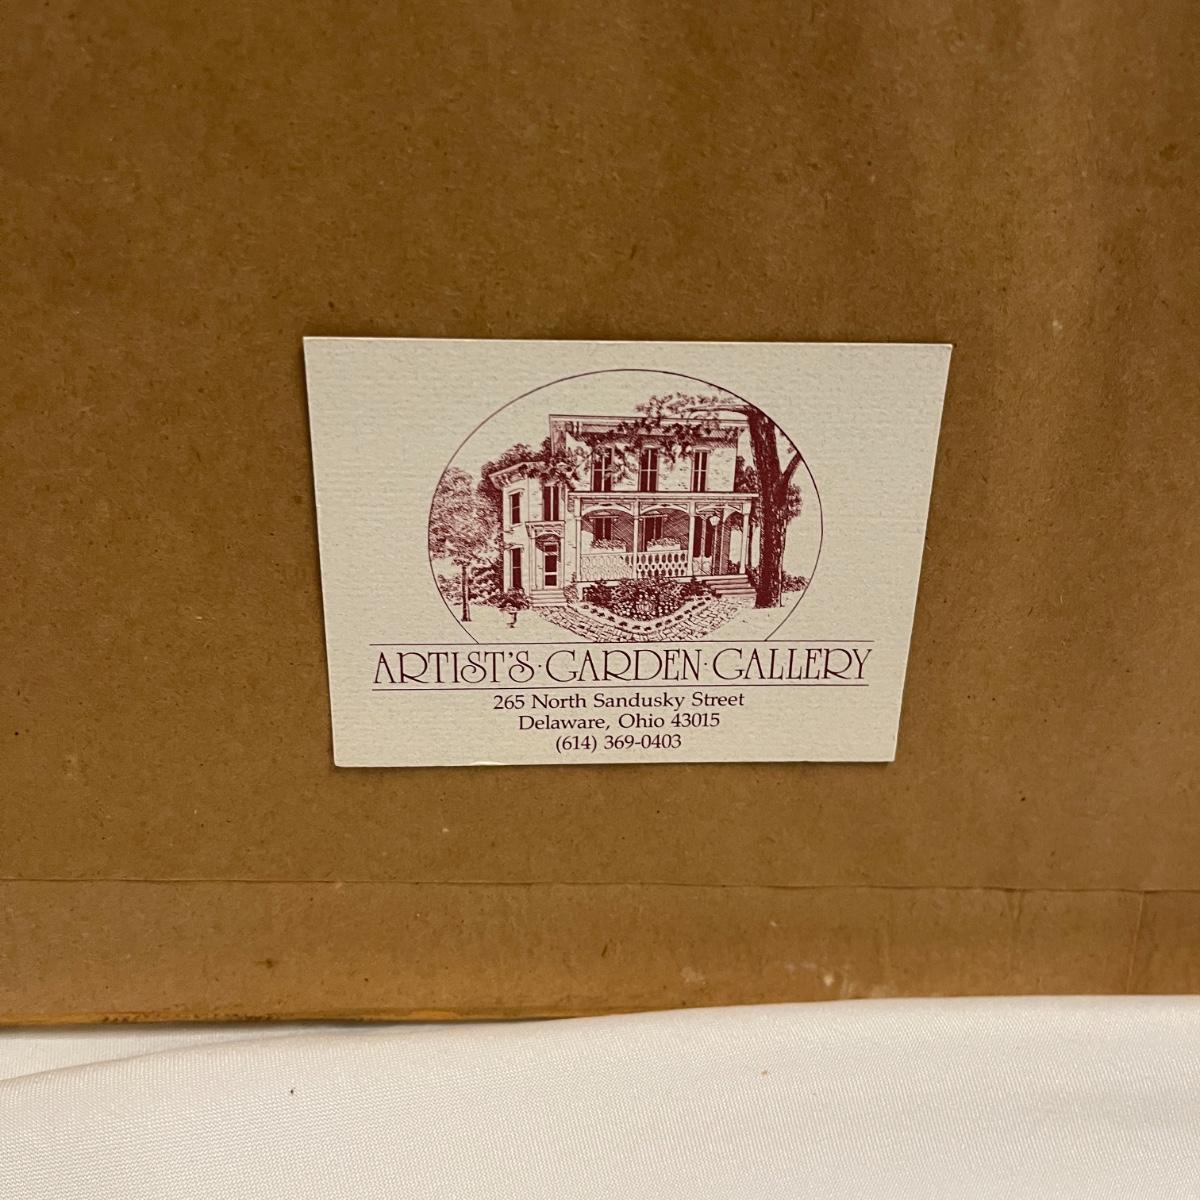 ARTIST'S·GARDEN·GALLERY
265 North Sandusky Street
Delaware, Ohio 43015
(614) 369-0403